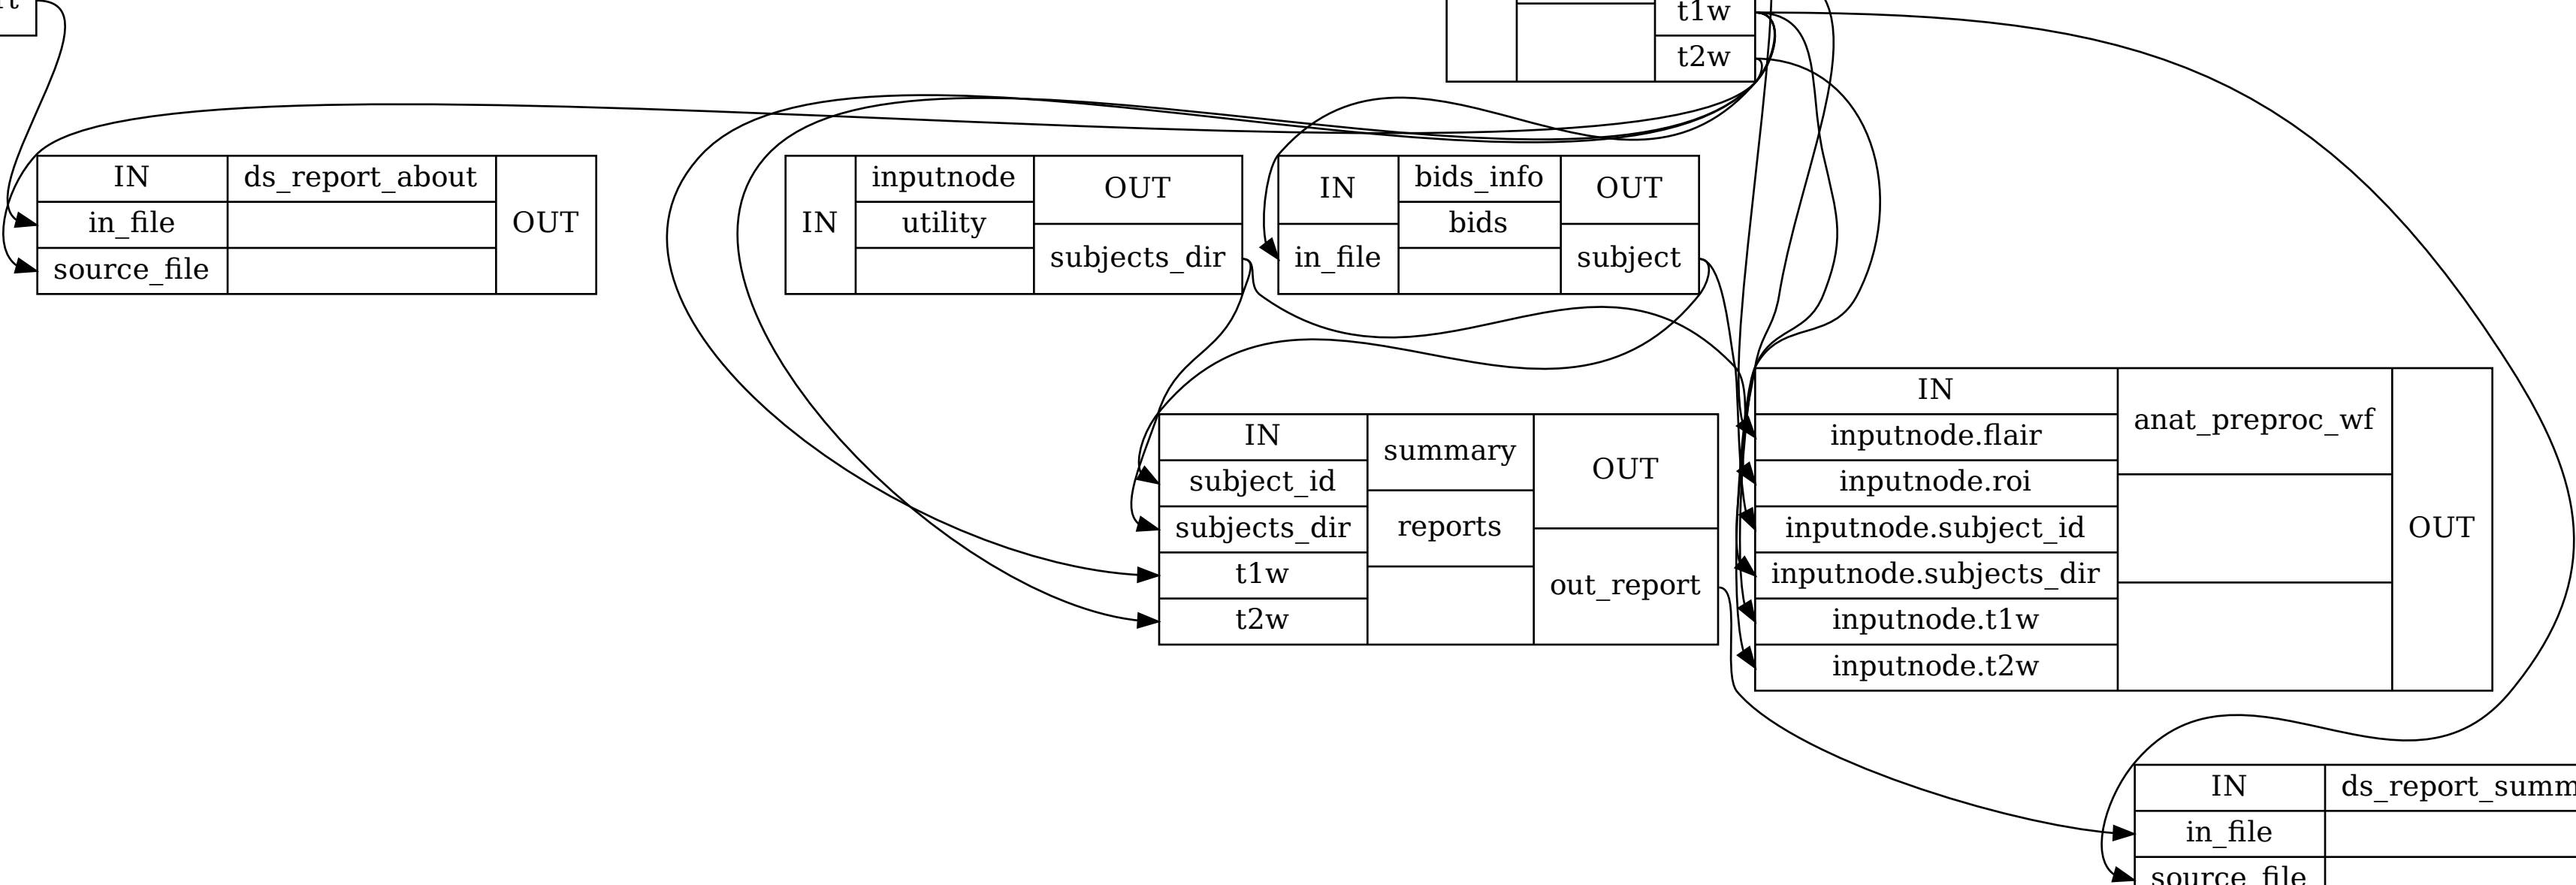 t1w
t2w
IN
ds_report_about
in_file
source_file
OUT
IN
inputnode
utility
OUT
subjects_dir
IN
in_file
bids_info
bids
OUT
subject
IN
subject_id
subjects_dir
t1w
t2w
summary
reports
OUT
out_report
IN
inputnode.flair
inputnode.roi
inputnode.subject_id
inputnode.subjects_dir
inputnode.t1w
inputnode.t2w
anat_preproc_wf
OUT
IN
in_file
source_file
ds_report_summ